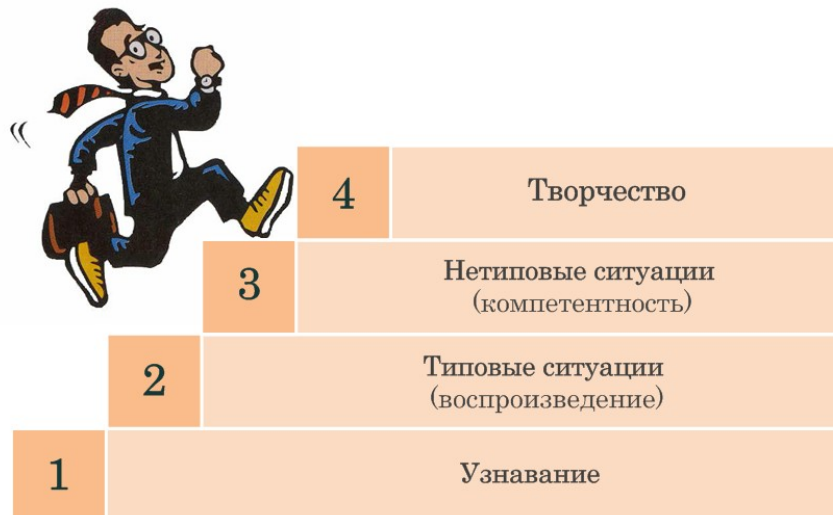 4
Творчество
3
Нетиповые ситуации
(компетентность)
2
Типовые ситуации
(воспроизведение)
1
Узнавание